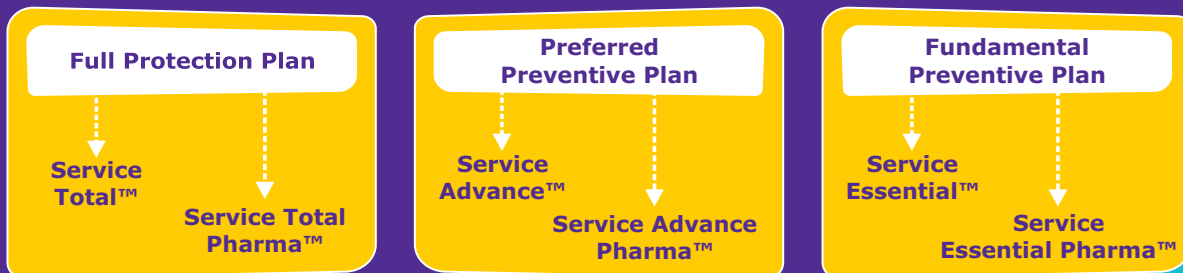 Full Protection Plan
Service
Total™
Service Total
Pharma™
Preferred
Preventive Plan
Service
Advance™
Service Advance
Pharma™
Fundamental
Preventive Plan
Service
Essential™
Service
Essential Pharma™